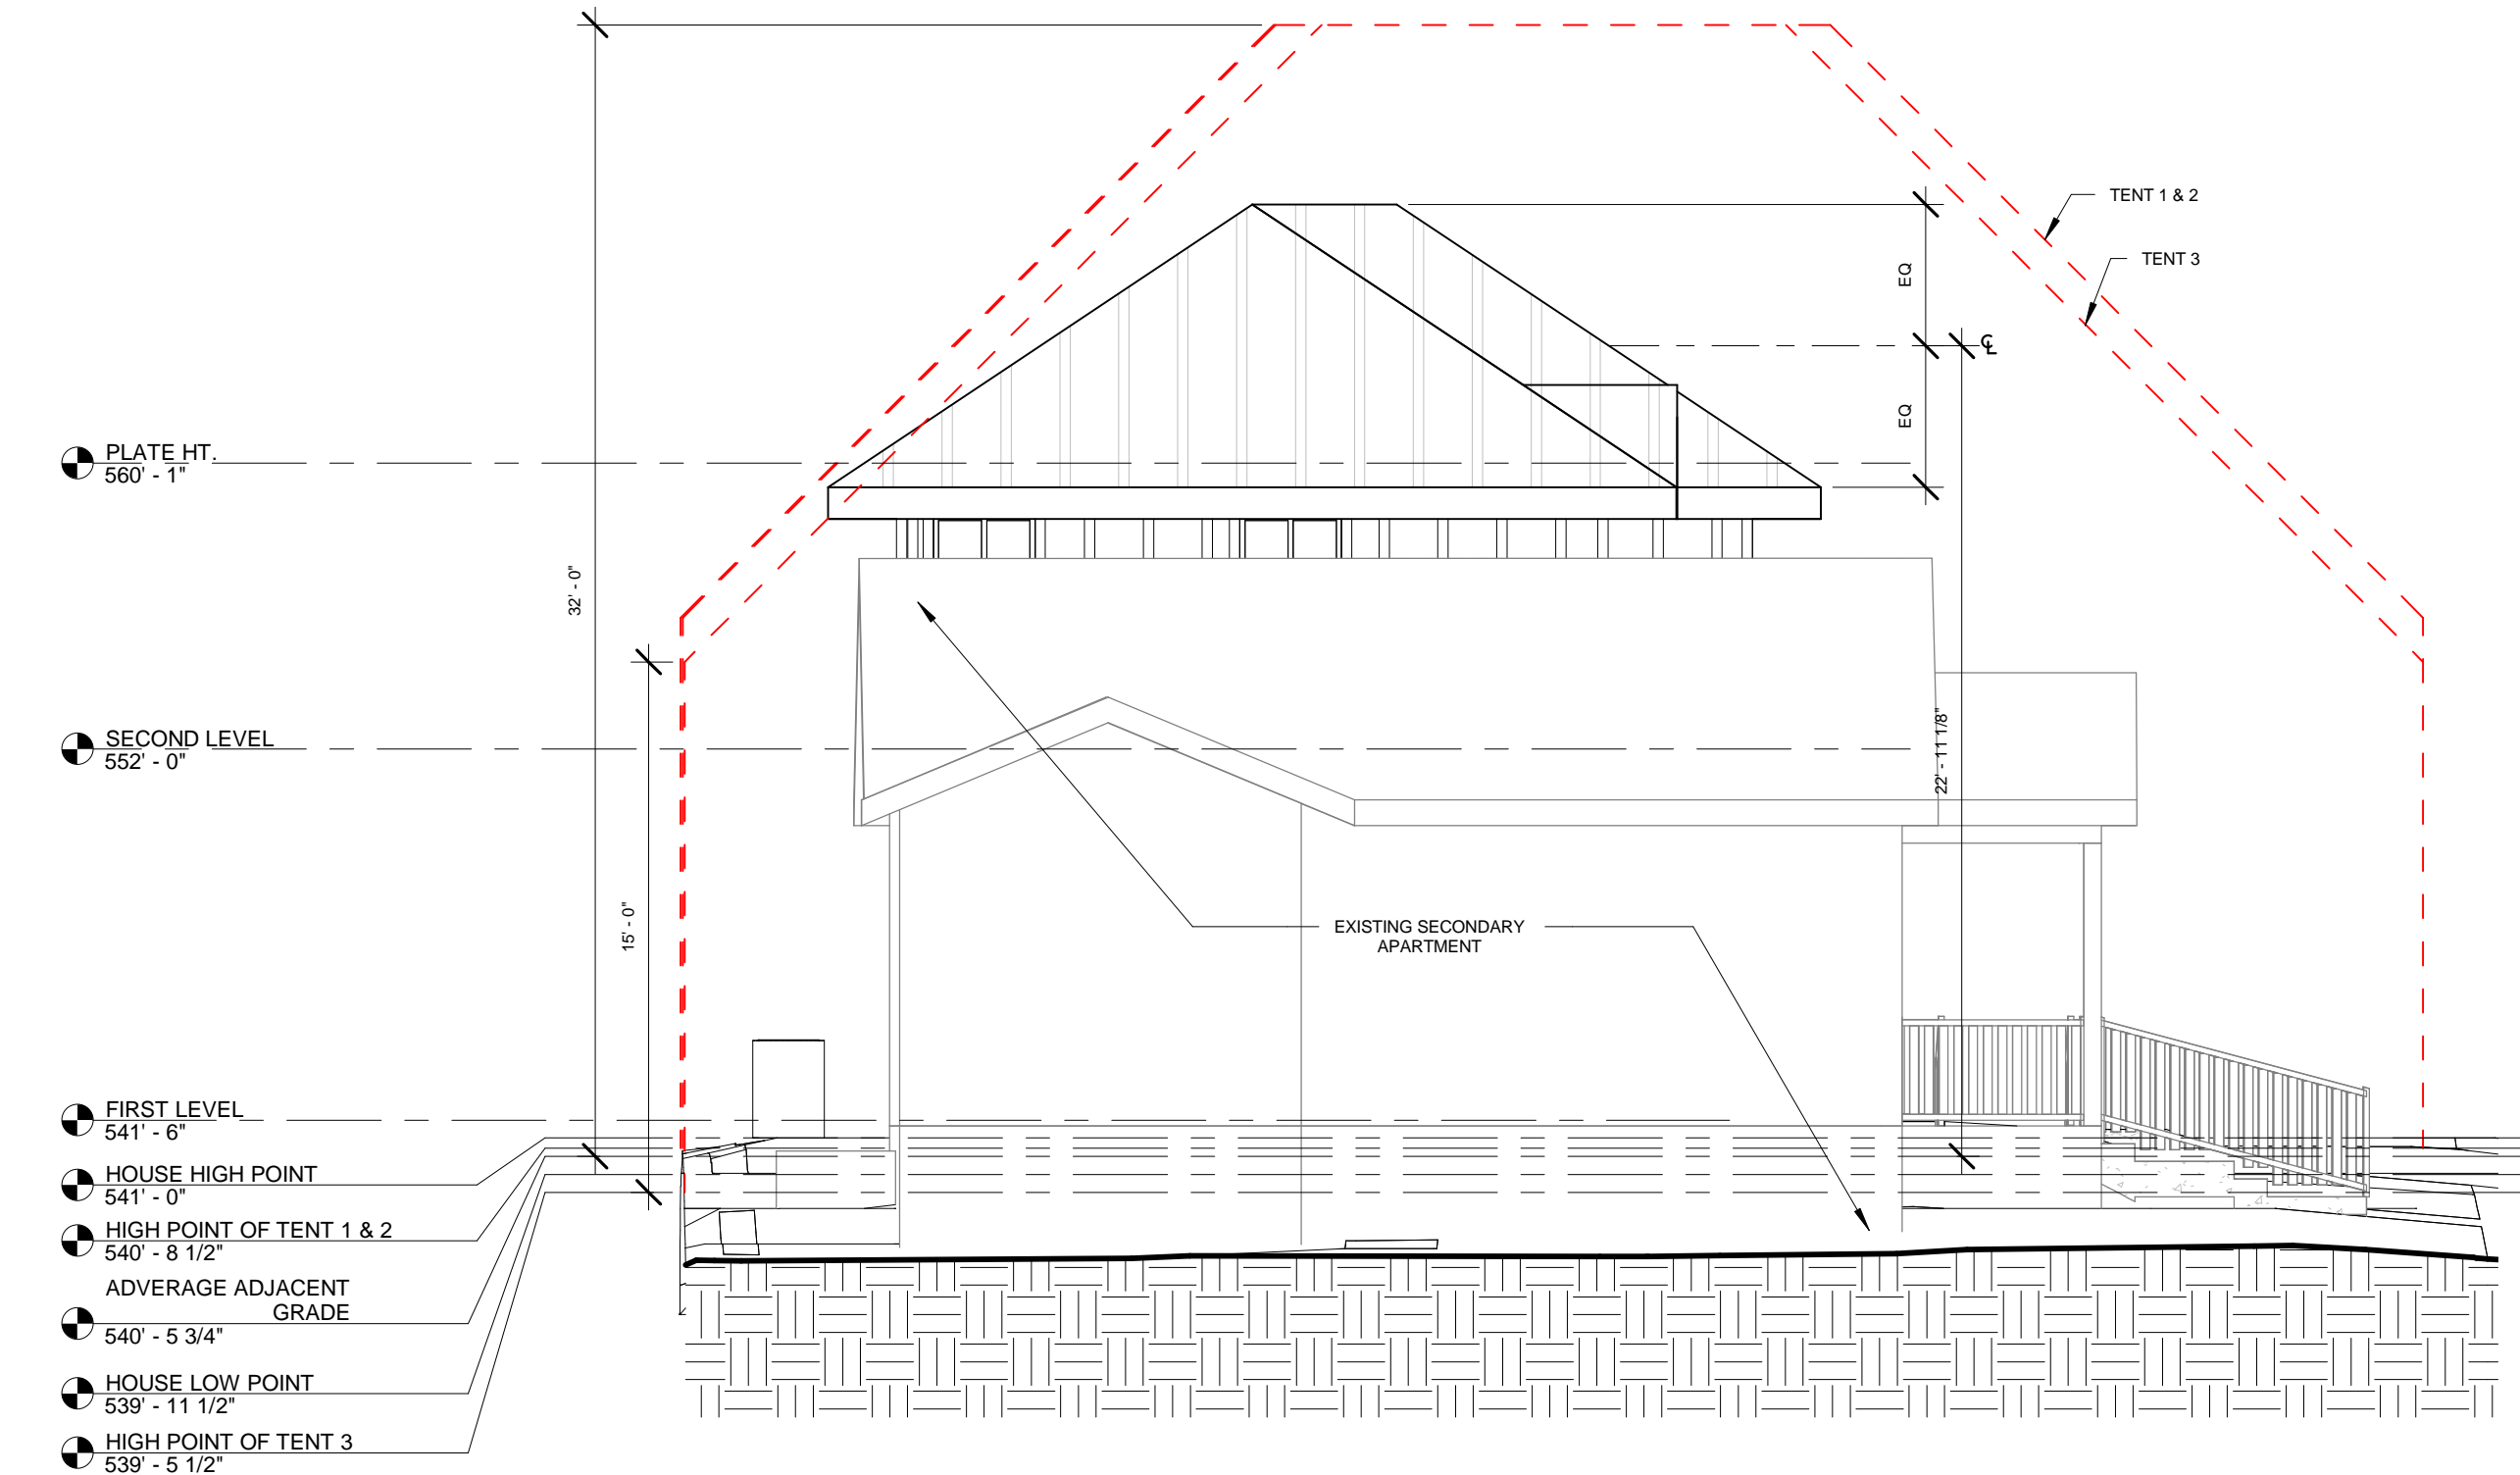 TENT 1 & 2
TENT 3
EQ
℄
EQ
PLATE HT.
560' - 1"
32' - 0"
SECOND LEVEL
552' - 0"
22' - 11 1/8"
15' - 0"
EXISTING SECONDARY
APARTMENT
FIRST LEVEL
541' - 6"
HOUSE HIGH POINT
541' - 0"
HIGH POINT OF TENT 1 & 2
540' - 8 1/2"
ADVERAGE ADJACENT
GRADE
540' - 5 3/4"
HOUSE LOW POINT
539' - 11 1/2"
HIGH POINT OF TENT 3
539' - 5 1/2"